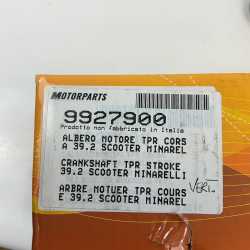 MOTORPARTS
9927900
Prodotto non fabbricato in Italia
ALBERO MOTORE TPR CORS
A 39.2 SCOOTER MINAREL
CRANKSHAFT TPR STROKE
39.2 SCOOTER MINARELLI
ARBRE MOTUER TPR COURS
E 39.2 SCOOTER MINAREL